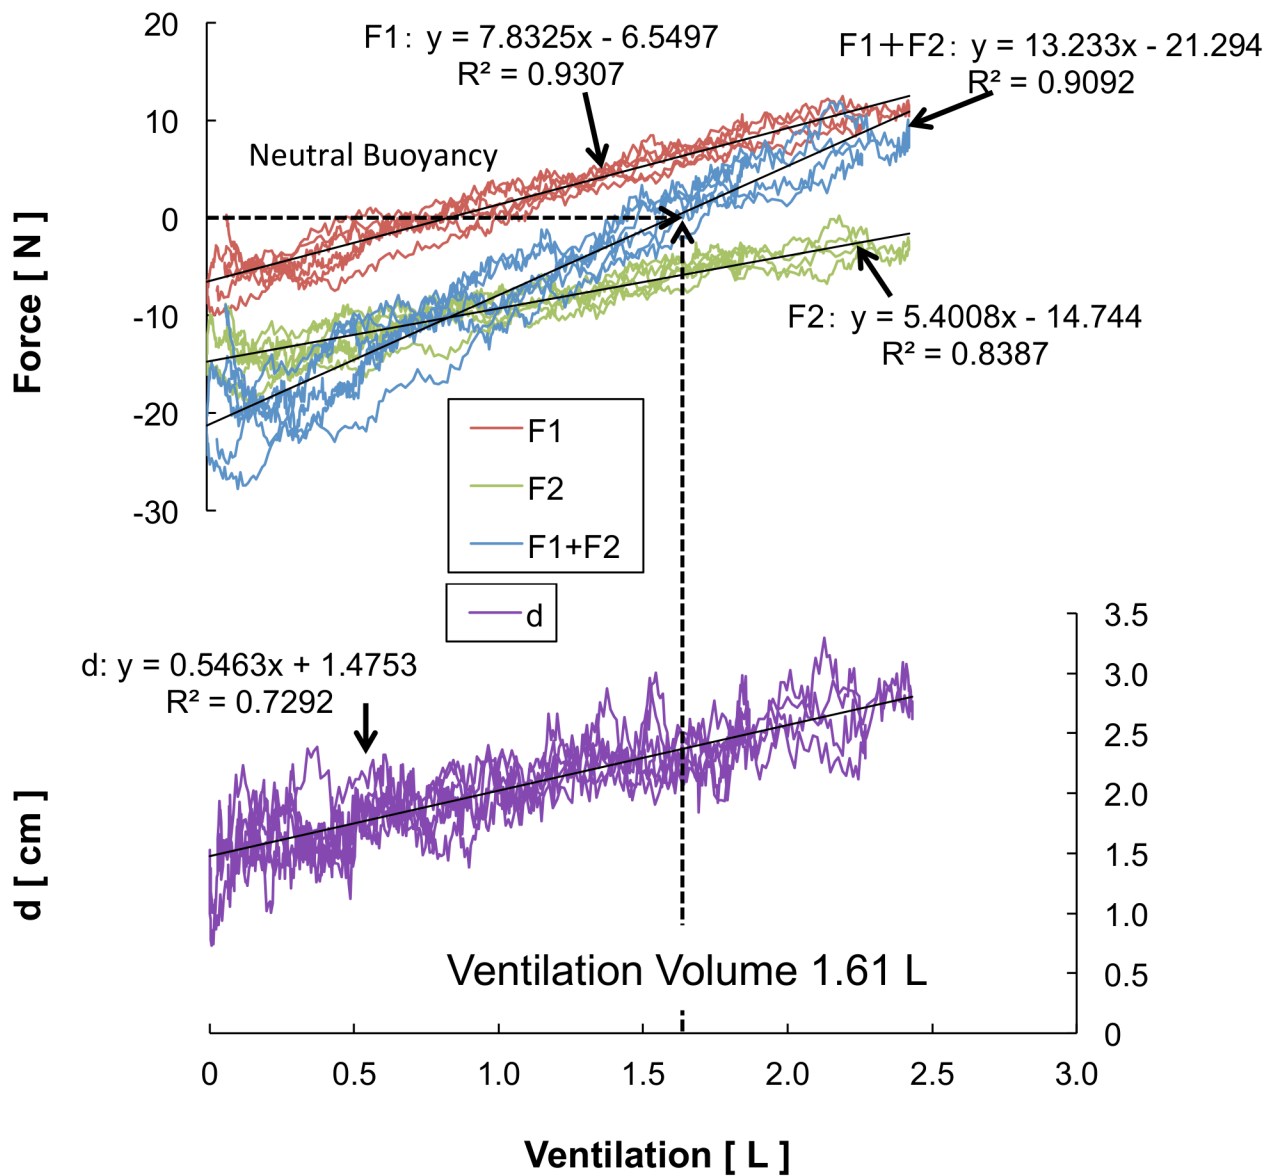 F1: y = 7.8325x - 6.5497
R² = 0.9307
F1+F2: y = 13.233x - 21.294
R² = 0.9092
Neutral Buoyancy
20
10
0
-10
-20
-30
Force [ N ]
F2: y = 5.4008x - 14.744
R² = 0.8387
F1
F2
F1+F2
d
d: y = 0.5463x + 1.4753
R² = 0.7292
3.5
3.0
2.5
2.0
1.5
1.0
0.5
0
d [ cm ]
Ventilation Volume 1.61 L
0 0.5 1.0 1.5 2.0 2.5 3.0
Ventilation [ L ]